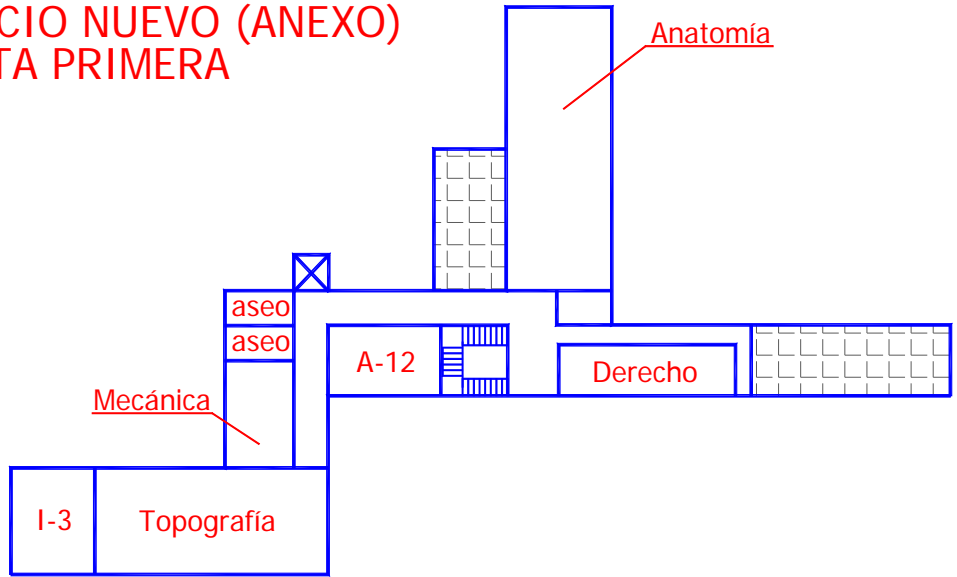 CIO NUEVO (ANEXO)
TA PRIMERA
Anatomía
aseo
aseo
A-12
Derecho
Mecánica
I-3
Topografía